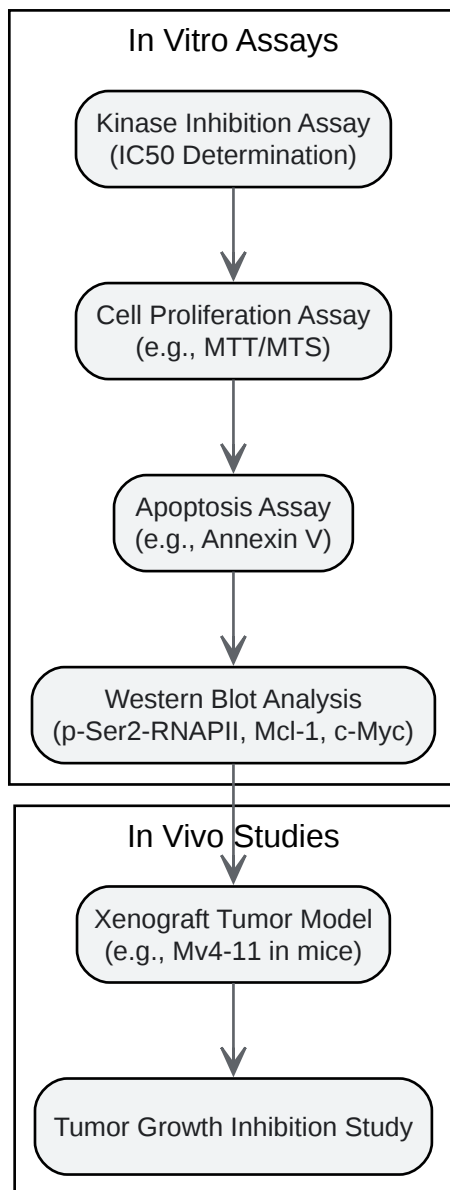 In Vitro Assays
Kinase Inhibition Assay
(IC50 Determination)
Cell Proliferation Assay
(e.g., MTT/MTS)
Apoptosis Assay
(e.g., Annexin V)
Western Blot Analysis
(p-Ser2-RNAPII, Mcl-1, c-Myc)
In Vivo Studies
Xenograft Tumor Model
(e.g., Mv4-11 in mice)
Tumor Growth Inhibition Study